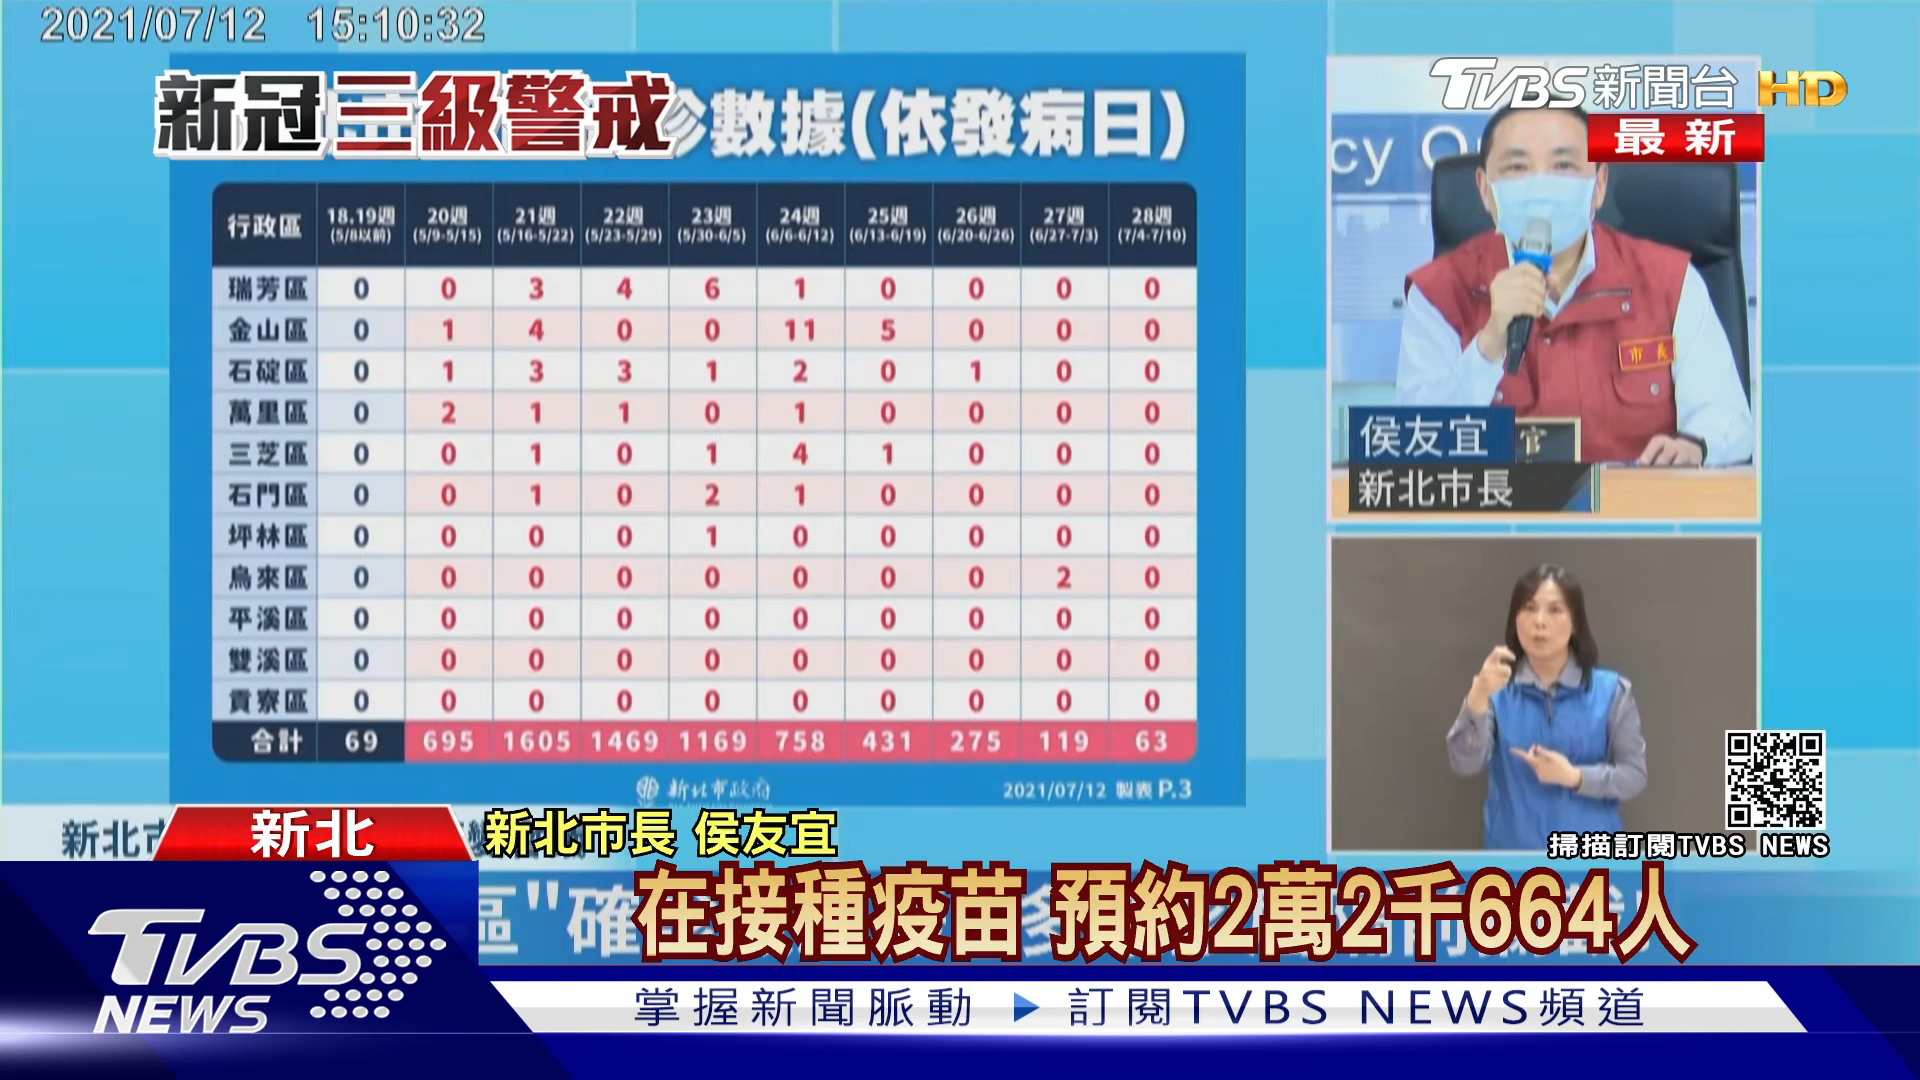 2021/07/12 15:10:32
新冠三級警戒
診數據(依發病日)
TVBS新聞台 HD
最新
cy O
行政區 18.19週 (5/8以前) 20週 (5/9-5/15) 21週 (5/16-5/22) 22週 (5/23-5/29) 23週 (5/30-6/5) 24週 (6/6-6/12) 25週 (6/13-6/19) 26週 (6/20-6/26) 27週 (6/27-7/3) 28週 (7/4-7/10)
瑞芳區 0 0 3 4 6 1 0 0 0 0
金山區 0 1 4 0 0 11 5 0 0 0
石碇區 0 1 3 3 1 2 0 1 0 0
萬里區 0 2 1 1 0 1 0 0 0 0
三芝區 0 0 1 0 1 4 1 0 0 0
石門區 0 0 1 0 2 1 0 0 0 0
坪林區 0 0 0 0 1 0 0 0 0 0
烏來區 0 0 0 0 0 0 0 0 2 0
平溪區 0 0 0 0 0 0 0 0 0 0
雙溪區 0 0 0 0 0 0 0 0 0 0
貢寮區 0 0 0 0 0 0 0 0 0 0
合計 69 695 1605 1469 1169 758 431 275 119 63
新北市政府
2021/07/12 製表 P.3
市長
官
侯友宜
新北市長
掃描訂閱TVBS NEWS
新北市
新北
新北市長 侯友宜
區"確
在接種疫苗 預約2萬2千664人
TVBS
NEWS
掌握新聞脈動 訂閱TVBS NEWS頻道